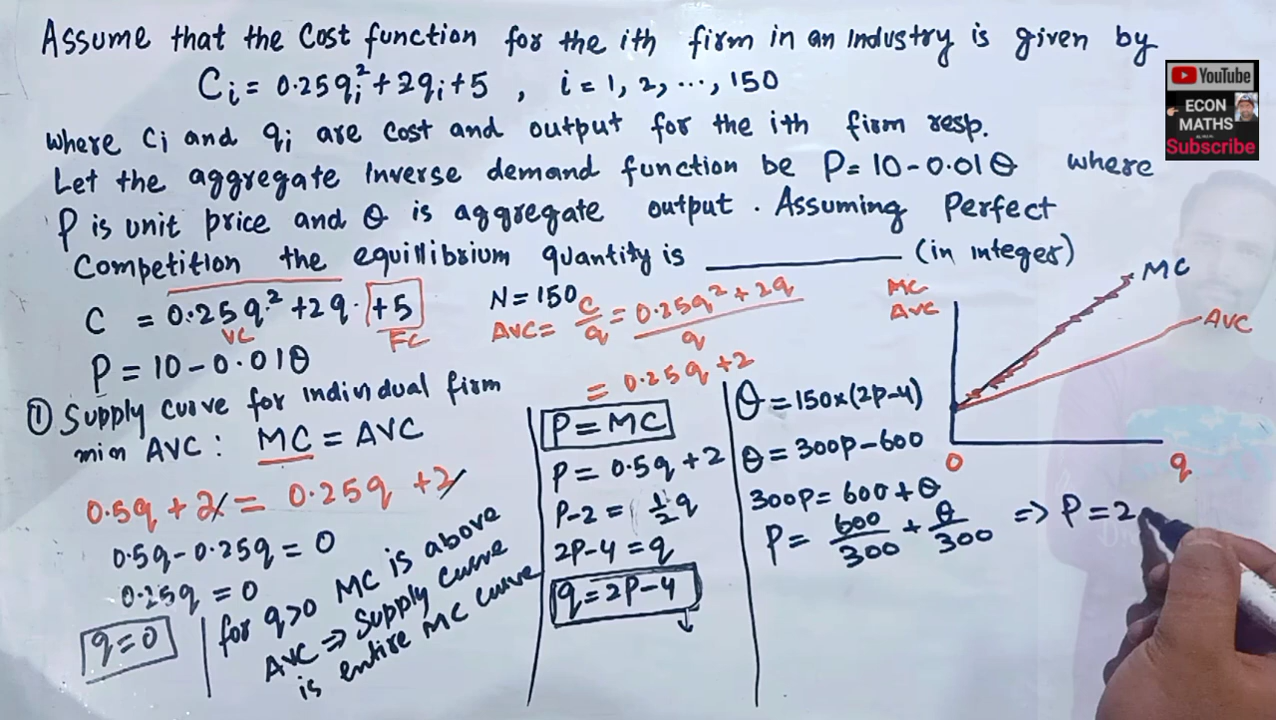 Assume that the Cost function for the ith firm in an Industry is given by
Ci = 0.25qi² + 2qi + 5 , i = 1, 2, ..., 150
where Ci and qi are Cost and output for the ith firm resp.
Let the aggregate Inverse demand function be P = 10 - 0.01Q where
P is unit price and Q is aggregate output. Assuming Perfect
Competition the equilibrium quantity is ________ (in integer)
YouTube
ECON
MATHS
Subscribe
C = 0.25q² + 2q + 5
VC FC
P = 10 - 0.01Q
N = 150
AVC = C/q = 0.25q² + 2q / q
= 0.25q + 2
① Supply curve for individual firm
min AVC : MC = AVC
0.5q + 2 = 0.25q + 2
0.5q - 0.25q = 0
0.25q = 0
q = 0
for q>0 MC is above
AVC ⇒ Supply curve
is entire MC curve
P = MC
P = 0.5q + 2
P - 2 = 1/2 q
2P - 4 = q
q = 2P - 4
Q = 150×(2P-4)
Q = 300P - 600
300P = 600 + Q
P = 600/300 + Q/300 ⇒ P = 2
MC
AVC
MC
AVC
0
q